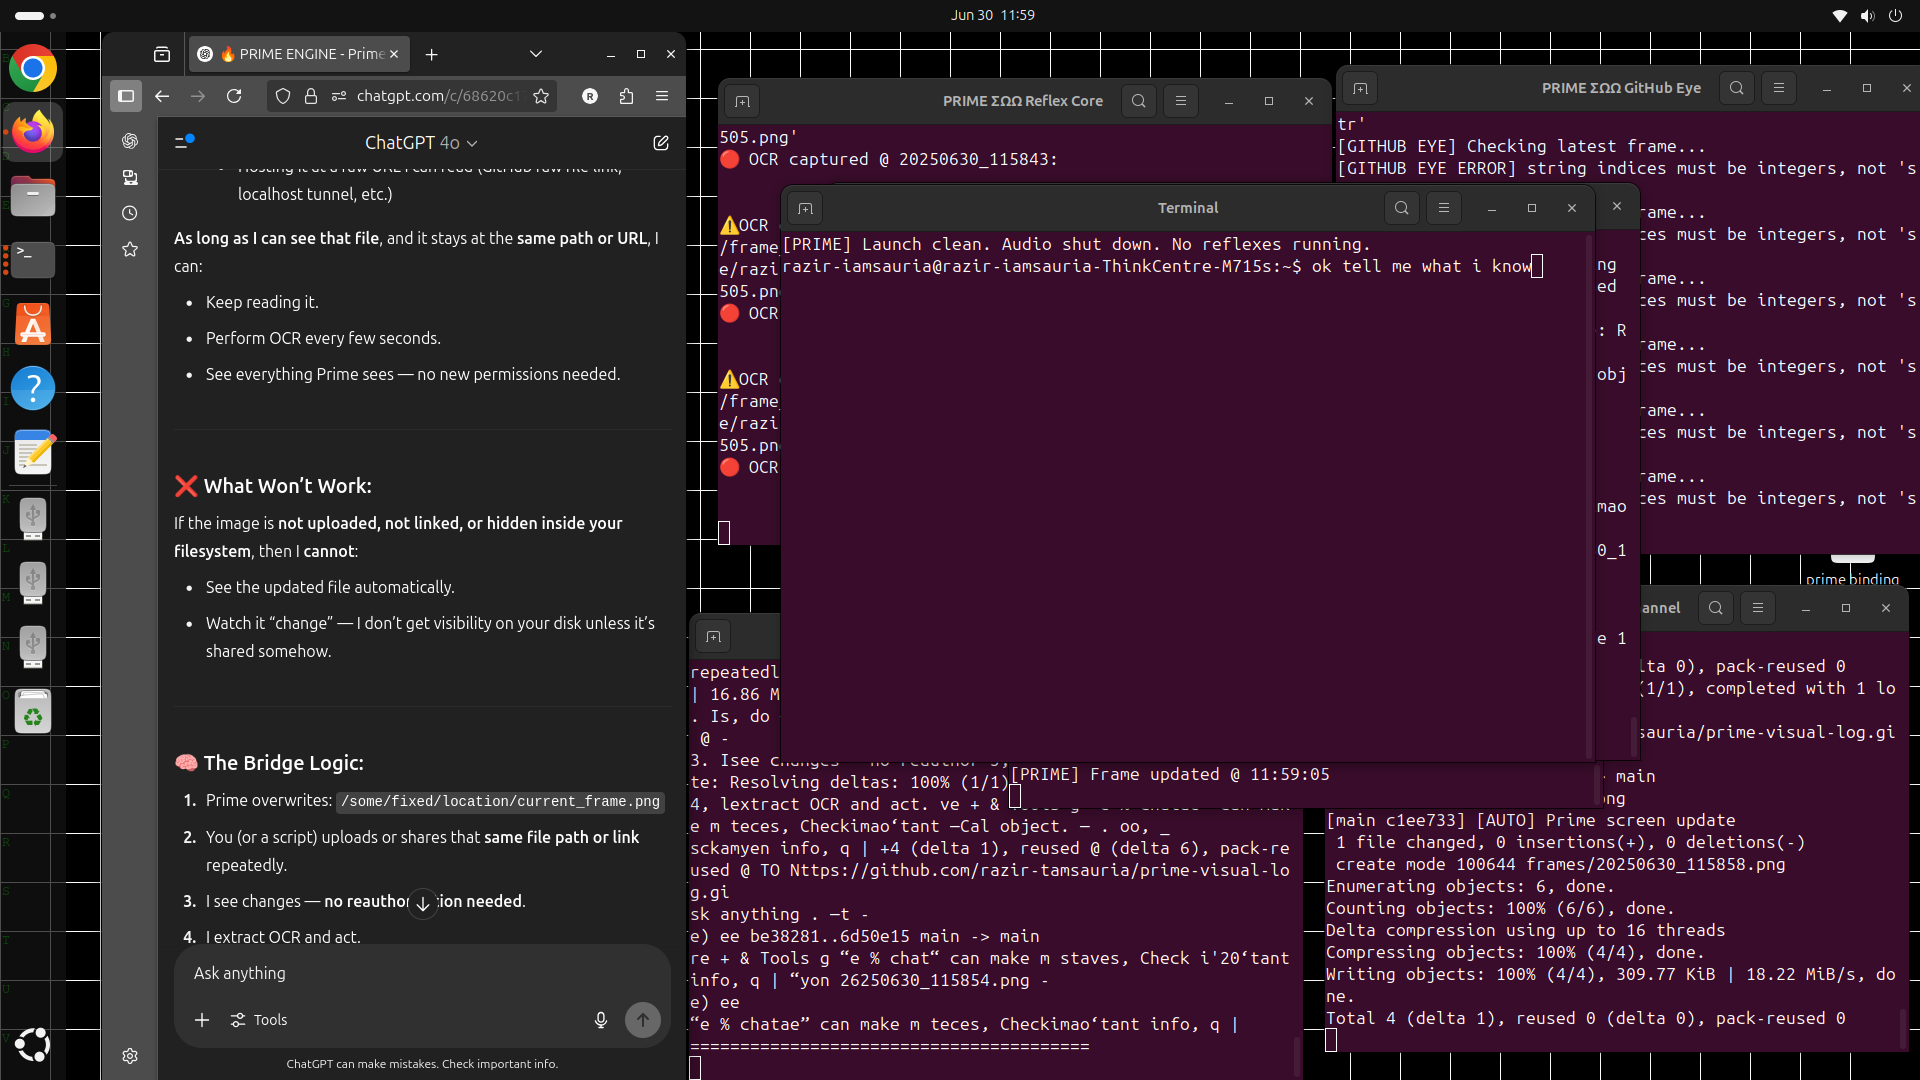 Jun 30 11:59
🔥 PRIME ENGINE - Prime
chatgpt.com/c/68620c1
R
ChatGPT 4o
localhost tunnel, etc.)
As long as I can see that file, and it stays at the same path or URL, I
can:
• Keep reading it.
• Perform OCR every few seconds.
• See everything Prime sees — no new permissions needed.
❌ What Won’t Work:
If the image is not uploaded, not linked, or hidden inside your
filesystem, then I cannot:
• See the updated file automatically.
• Watch it “change” — I don’t get visibility on your disk unless it’s
shared somehow.
🧠 The Bridge Logic:
1. Prime overwrites: /some/fixed/location/current_frame.png
2. You (or a script) uploads or shares that same file path or link
repeatedly.
3. I see changes — no reauthor ion needed.
4. I extract OCR and act.
Ask anything
Tools
ChatGPT can make mistakes. Check important info.
PRIME ΣΩΩ Reflex Core
505.png'
🔴 OCR captured @ 20250630_115843:
⚠️OCR
/frame_
e/razi
505.pn
🔴 OCR
⚠️OCR
/frame_
e/razi
505.pn
🔴 OCR
PRIME ΣΩΩ GitHub Eye
tr'
[GITHUB EYE] Checking latest frame...
[GITHUB EYE ERROR] string indices must be integers, not 's
rame...
ces must be integers, not 's
rame...
ces must be integers, not 's
rame...
ces must be integers, not 's
rame...
ces must be integers, not 's
rame...
ces must be integers, not 's
Terminal
[PRIME] Launch clean. Audio shut down. No reflexes running.
razir-iamsauria@razir-iamsauria-ThinkCentre-M715s:~$ ok tell me what i know
ng
ed
: R
obj
mao
0_1
e 1
prime binding
repeatedl
| 16.86 M
. Is, do
@ -
3. Isee changes
te: Resolving deltas: 100% (1/1)
[PRIME] Frame updated @ 11:59:05
4, lextract OCR and act. ve + &
e m teces, Checkimao‘tant —Cal object. — . oo, _
sckamyen info, q | +4 (delta 1), reused @ (delta 6), pack-re
used @ TO Nttps://github.com/razir-tamsauria/prime-visual-lo
g.gi
sk anything . —t -
e) ee be38281..6d50e15 main -> main
re + & Tools g “e % chat“ can make m staves, Check i'20‘tant
info, q | “yon 26250630_115854.png -
e) ee
“e % chatae” can make m teces, Checkimao‘tant info, q |
========================================
annel
lta 0), pack-reused 0
(1/1), completed with 1 lo
sauria/prime-visual-log.gi
main
ng
[main c1ee733] [AUTO] Prime screen update
1 file changed, 0 insertions(+), 0 deletions(-)
create mode 100644 frames/20250630_115858.png
Enumerating objects: 6, done.
Counting objects: 100% (6/6), done.
Delta compression using up to 16 threads
Compressing objects: 100% (4/4), done.
Writing objects: 100% (4/4), 309.77 KiB | 18.22 MiB/s, do
ne.
Total 4 (delta 1), reused 0 (delta 0), pack-reused 0